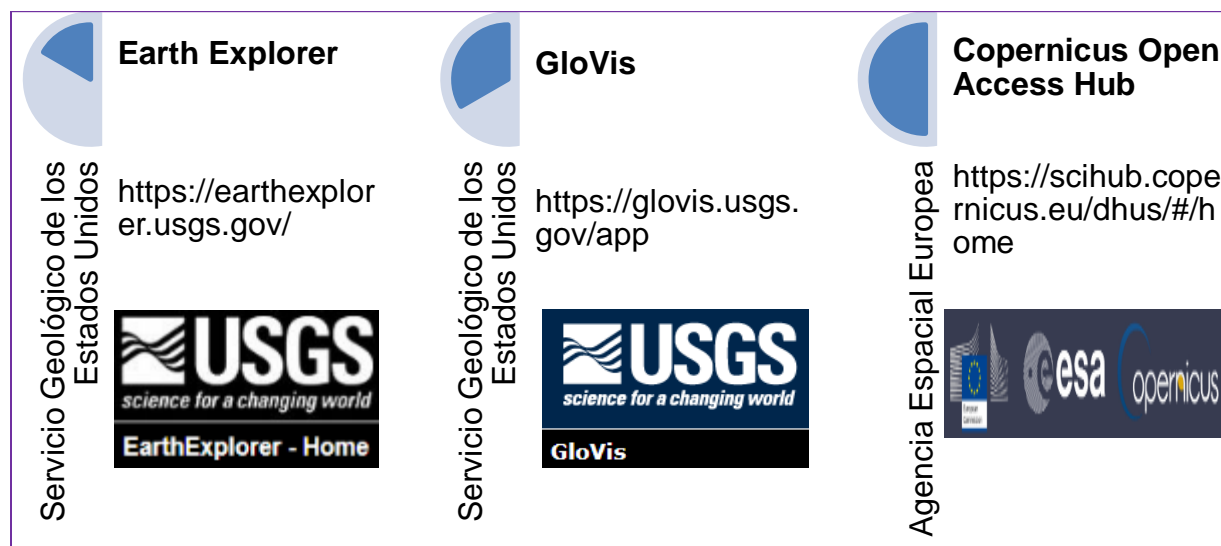 Earth Explorer
Servicio Geológico de los
Estados Unidos
https://earthexplor
er.usgs.gov/
USGS
science for a changing world
EarthExplorer - Home
GloVis
Servicio Geológico de los
Estados Unidos
https://glovis.usgs.
gov/app
USGS
science for a changing world
GloVis
Copernicus Open
Access Hub
Agencia Espacial Europea
https://scihub.cope
rnicus.eu/dhus/#/h
ome
European
Commission
esa
opernicus